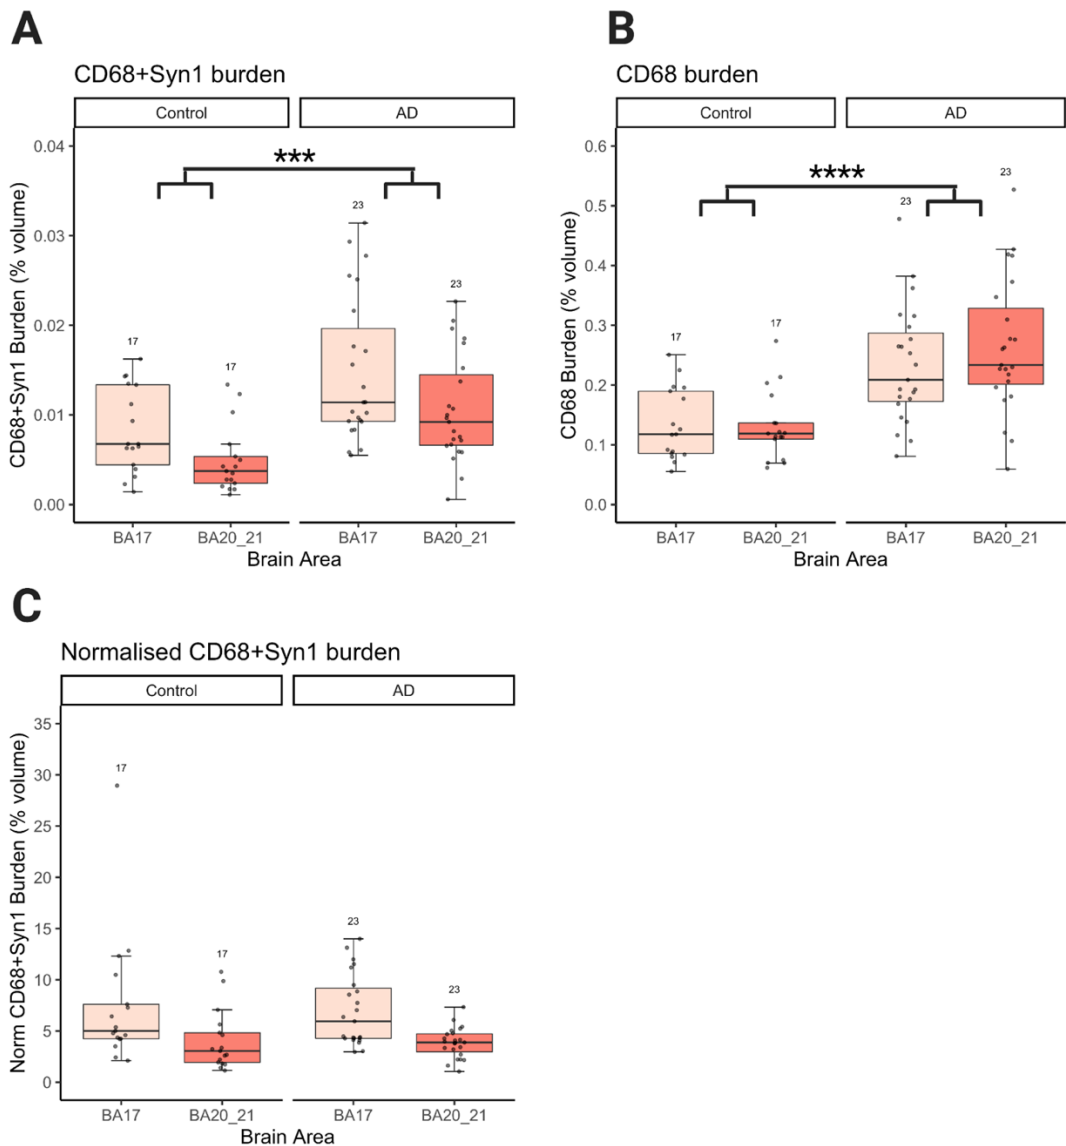 A
CD68+Syn1 burden
Control
AD
CD68+Syn1 Burden (% volume)
0.04
0.03
0.02
0.01
0.00
***
17
17
23
23
BA17
BA20_21
BA17
BA20_21
Brain Area
B
CD68 burden
Control
AD
CD68 Burden (% volume)
0.6
0.5
0.4
0.3
0.2
0.1
0.0
****
17
17
23
23
BA17
BA20_21
BA17
BA20_21
Brain Area
C
Normalised CD68+Syn1 burden
Control
AD
Norm CD68+Syn1 Burden (% volume)
35
30
25
20
15
10
5
0
17
17
23
23
BA17
BA20_21
BA17
BA20_21
Brain Area